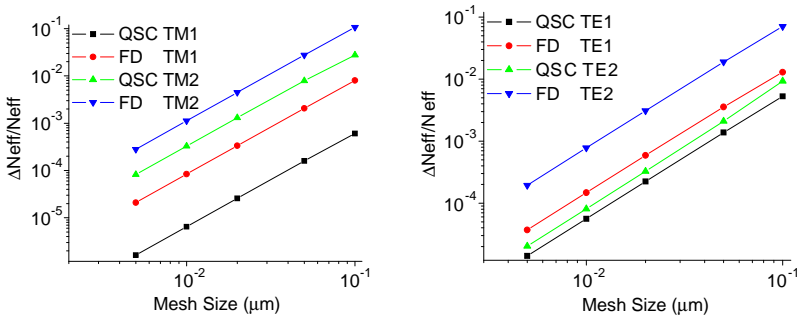 10^-1
10^-2
10^-3
10^-4
10^-5
ΔNeff/Neff
QSC TM1
FD TM1
QSC TM2
FD TM2
10^-2
10^-1
Mesh Size (μm)
10^-1
10^-2
10^-3
10^-4
ΔNeff/Neff
QSC TE1
FD TE1
QSC TE2
FD TE2
10^-2
10^-1
Mesh Size (μm)